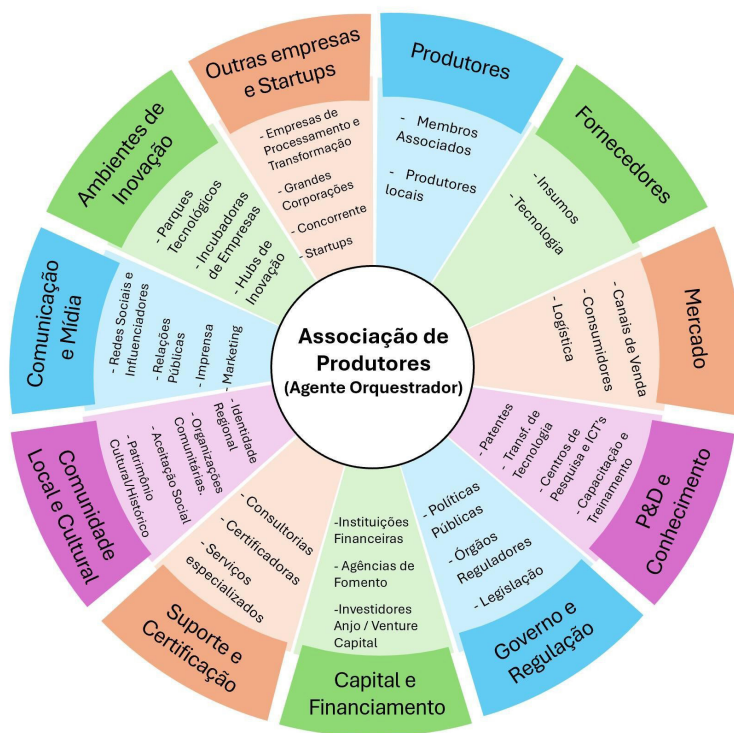 Associação de
Produtores
(Agente Orquestrador)
Produtores
- Membros
Associados
- Produtores
locais
Fornecedores
- Insumos
- Tecnologia
Mercado
- Canais de Venda
- Consumidores
- Logística
P&D e
Conhecimento
- Patentes
- Transf. de
Tecnologia
- Centros de
Pesquisa e ICT's
- Capacitação e
Treinamento
Governo e
Regulação
- Políticas
Públicas
- Órgãos
Reguladores
- Legislação
Capital e
Financiamento
-Instituições
Financeiras
- Agências de
Fomento
-Investidores
Anjo / Venture
Capital
Suporte e
Certificação
- Consultorias
- Certificadoras
- Serviços
especializados
Comunidade
Local e Cultural
- Identidade
Regional
- Organizações
Comunitárias.
- Aceitação Social
- Patrimônio
Cultural/Histórico
Comunicação
e Mídia
- Redes Sociais e
Influenciadores
- Relações
Públicas
- Imprensa
- Marketing
Ambientes de
Inovação
- Parques
Tecnológicos
- Incubadoras
de Empresas
- Hubs de
Inovação
Outras empresas
e Startups
- Empresas de
Processamento e
Transformação
- Grandes
Corporações
- Concorrente
- Startups